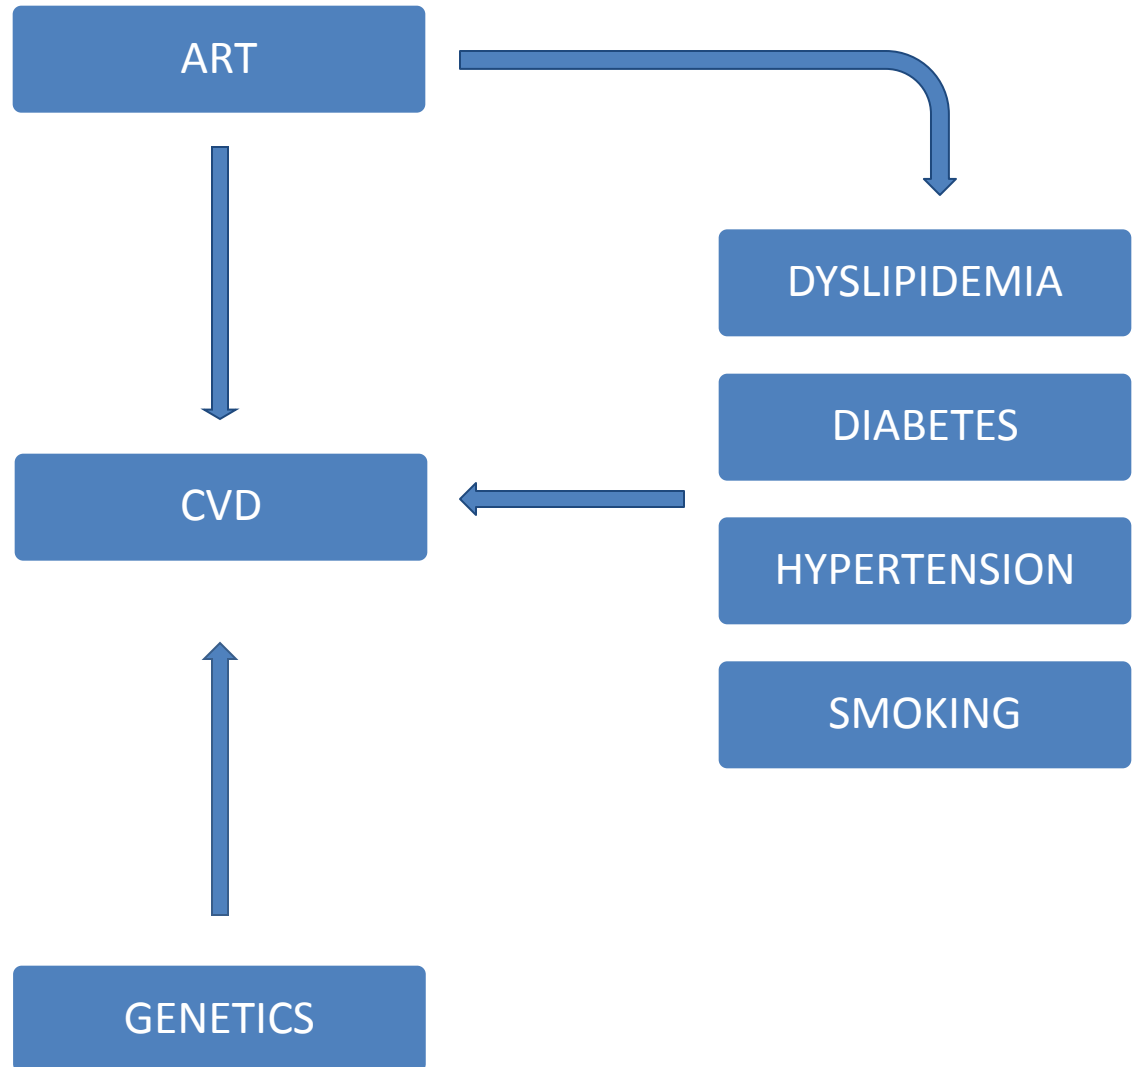 ART
DYSLIPIDEMIA
DIABETES
CVD
HYPERTENSION
SMOKING
GENETICS